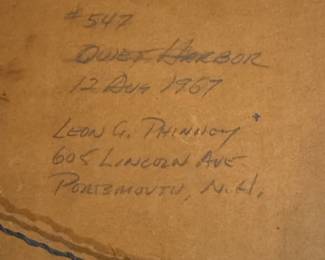 #547
QUIET HARBOR
12 AUG 1967
LEON G. PHINNEY
605 LINCOLN AVE
PORTSMOUTH, N.H.